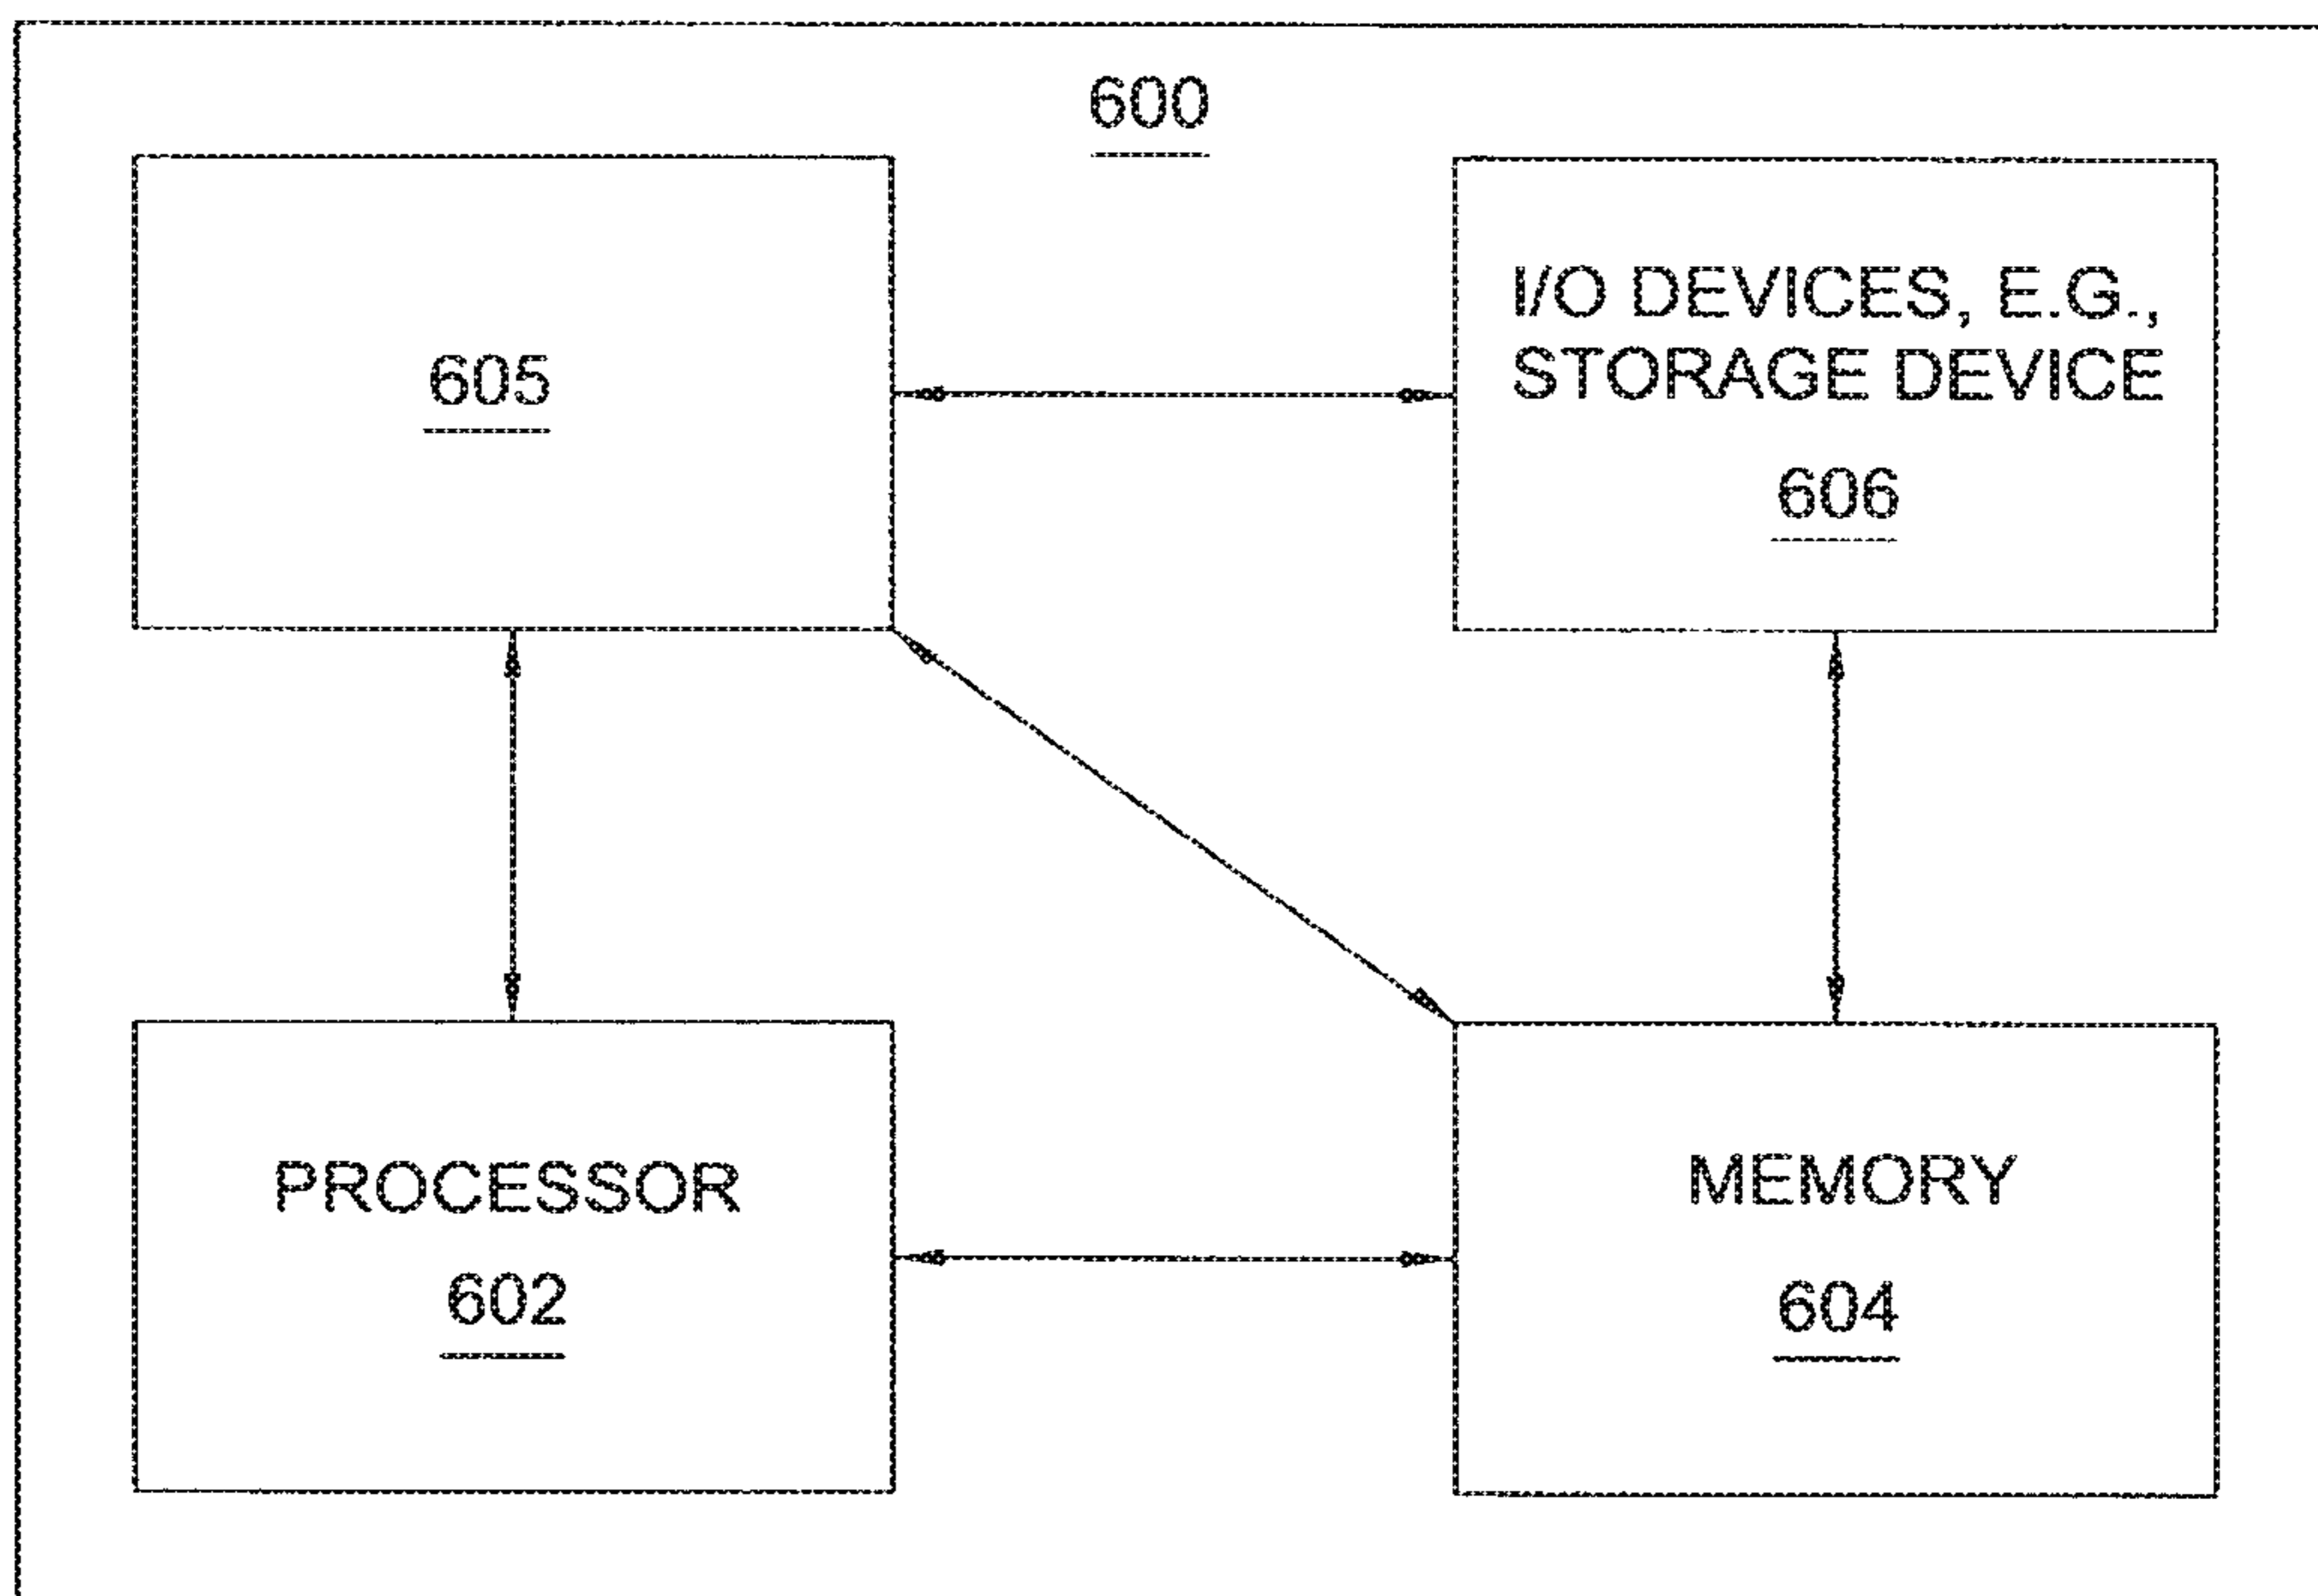 600
605
I/O DEVICES, E.G.,
STORAGE DEVICE
606
PROCESSOR
602
MEMORY
604